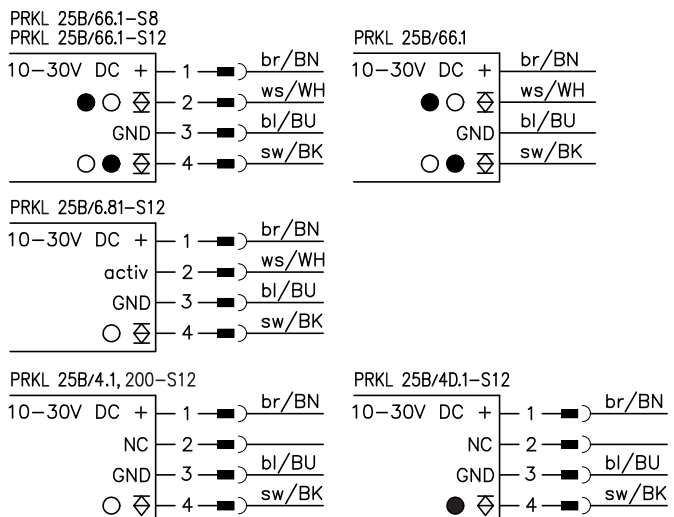 PRKL 25B/66.1-S8
PRKL 25B/66.1-S12
10-30V DC + 1 br/BN
2 ws/WH
GND 3 bl/BU
4 sw/BK
PRKL 25B/66.1
10-30V DC + br/BN
ws/WH
GND bl/BU
sw/BK
PRKL 25B/6.81-S12
10-30V DC + 1 br/BN
activ 2 ws/WH
GND 3 bl/BU
4 sw/BK
PRKL 25B/4.1, 200-S12
10-30V DC + 1 br/BN
NC 2
GND 3 bl/BU
4 sw/BK
PRKL 25B/4D.1-S12
10-30V DC + 1 br/BN
NC 2
GND 3 bl/BU
4 sw/BK